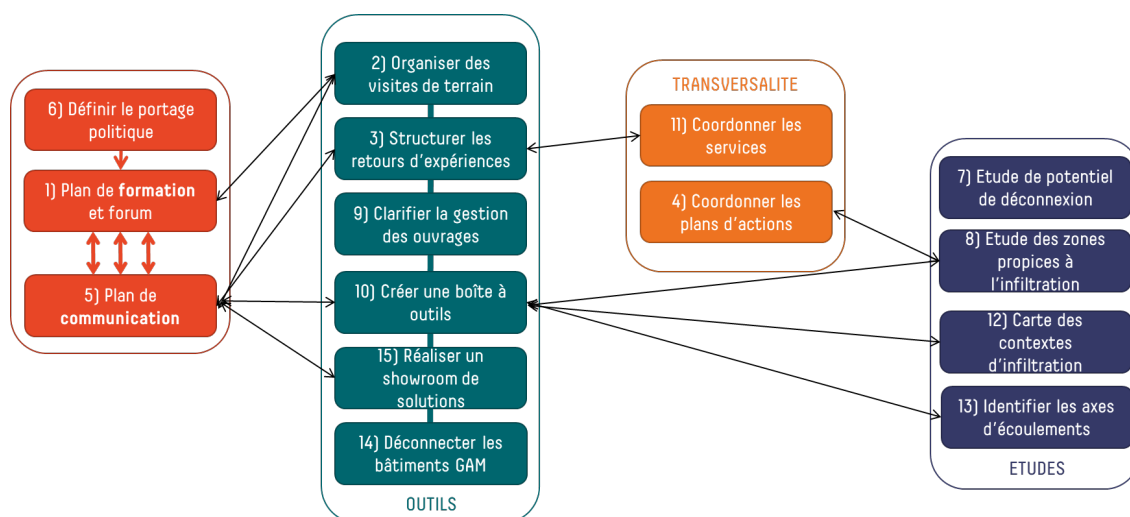 6) Définir le portage
politique
1) Plan de formation
et forum
5) Plan de
communication
2) Organiser des
visites de terrain
3) Structurer les
retours d'expériences
9) Clarifier la gestion
des ouvrages
10) Créer une boîte à
outils
15) Réaliser un
showroom de
solutions
14) Déconnecter les
bâtiments GAM
OUTILS
TRANSVERSALITE
11) Coordonner les
services
4) Coordonner les
plans d'actions
7) Etude de potentiel
de déconnexion
8) Etude des zones
propices à
l'infiltration
12) Carte des
contextes
d'infiltration
13) Identifier les axes
d'écoulements
ETUDES